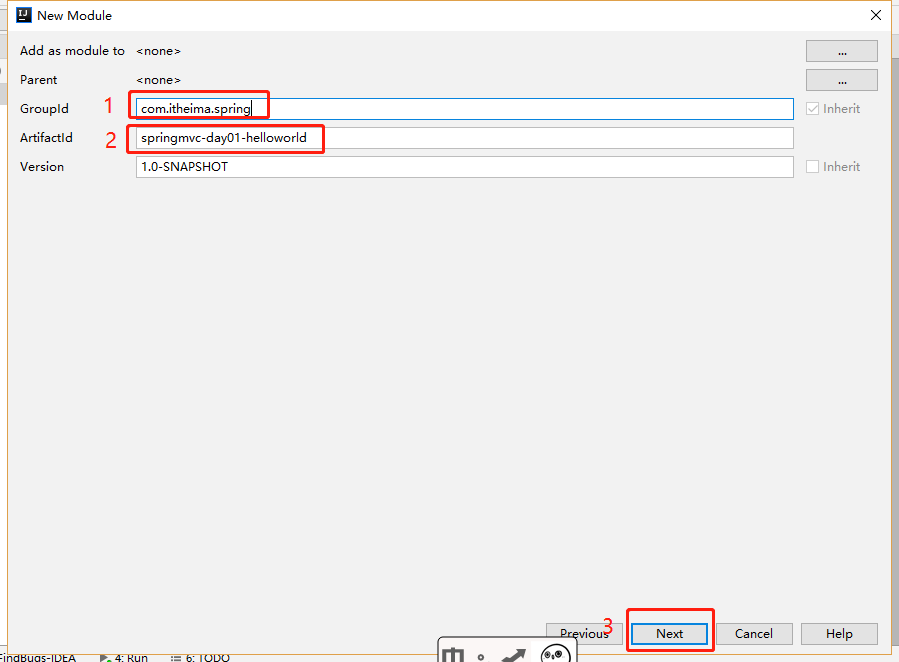 New Module
Add as module to <none> ...
Parent <none> ...
GroupId 1 com.itheima.spring Inherit
ArtifactId 2 springmvc-day01-helloworld
Version 1.0-SNAPSHOT Inherit
Previous 3 Next Cancel Help
FindBugs-IDEA 4: Run 6: TODO